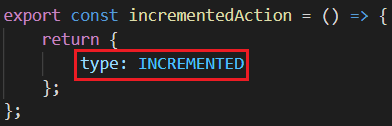 export const incrementedAction = () => {
    return {
        type: INCREMENTED
    };
};